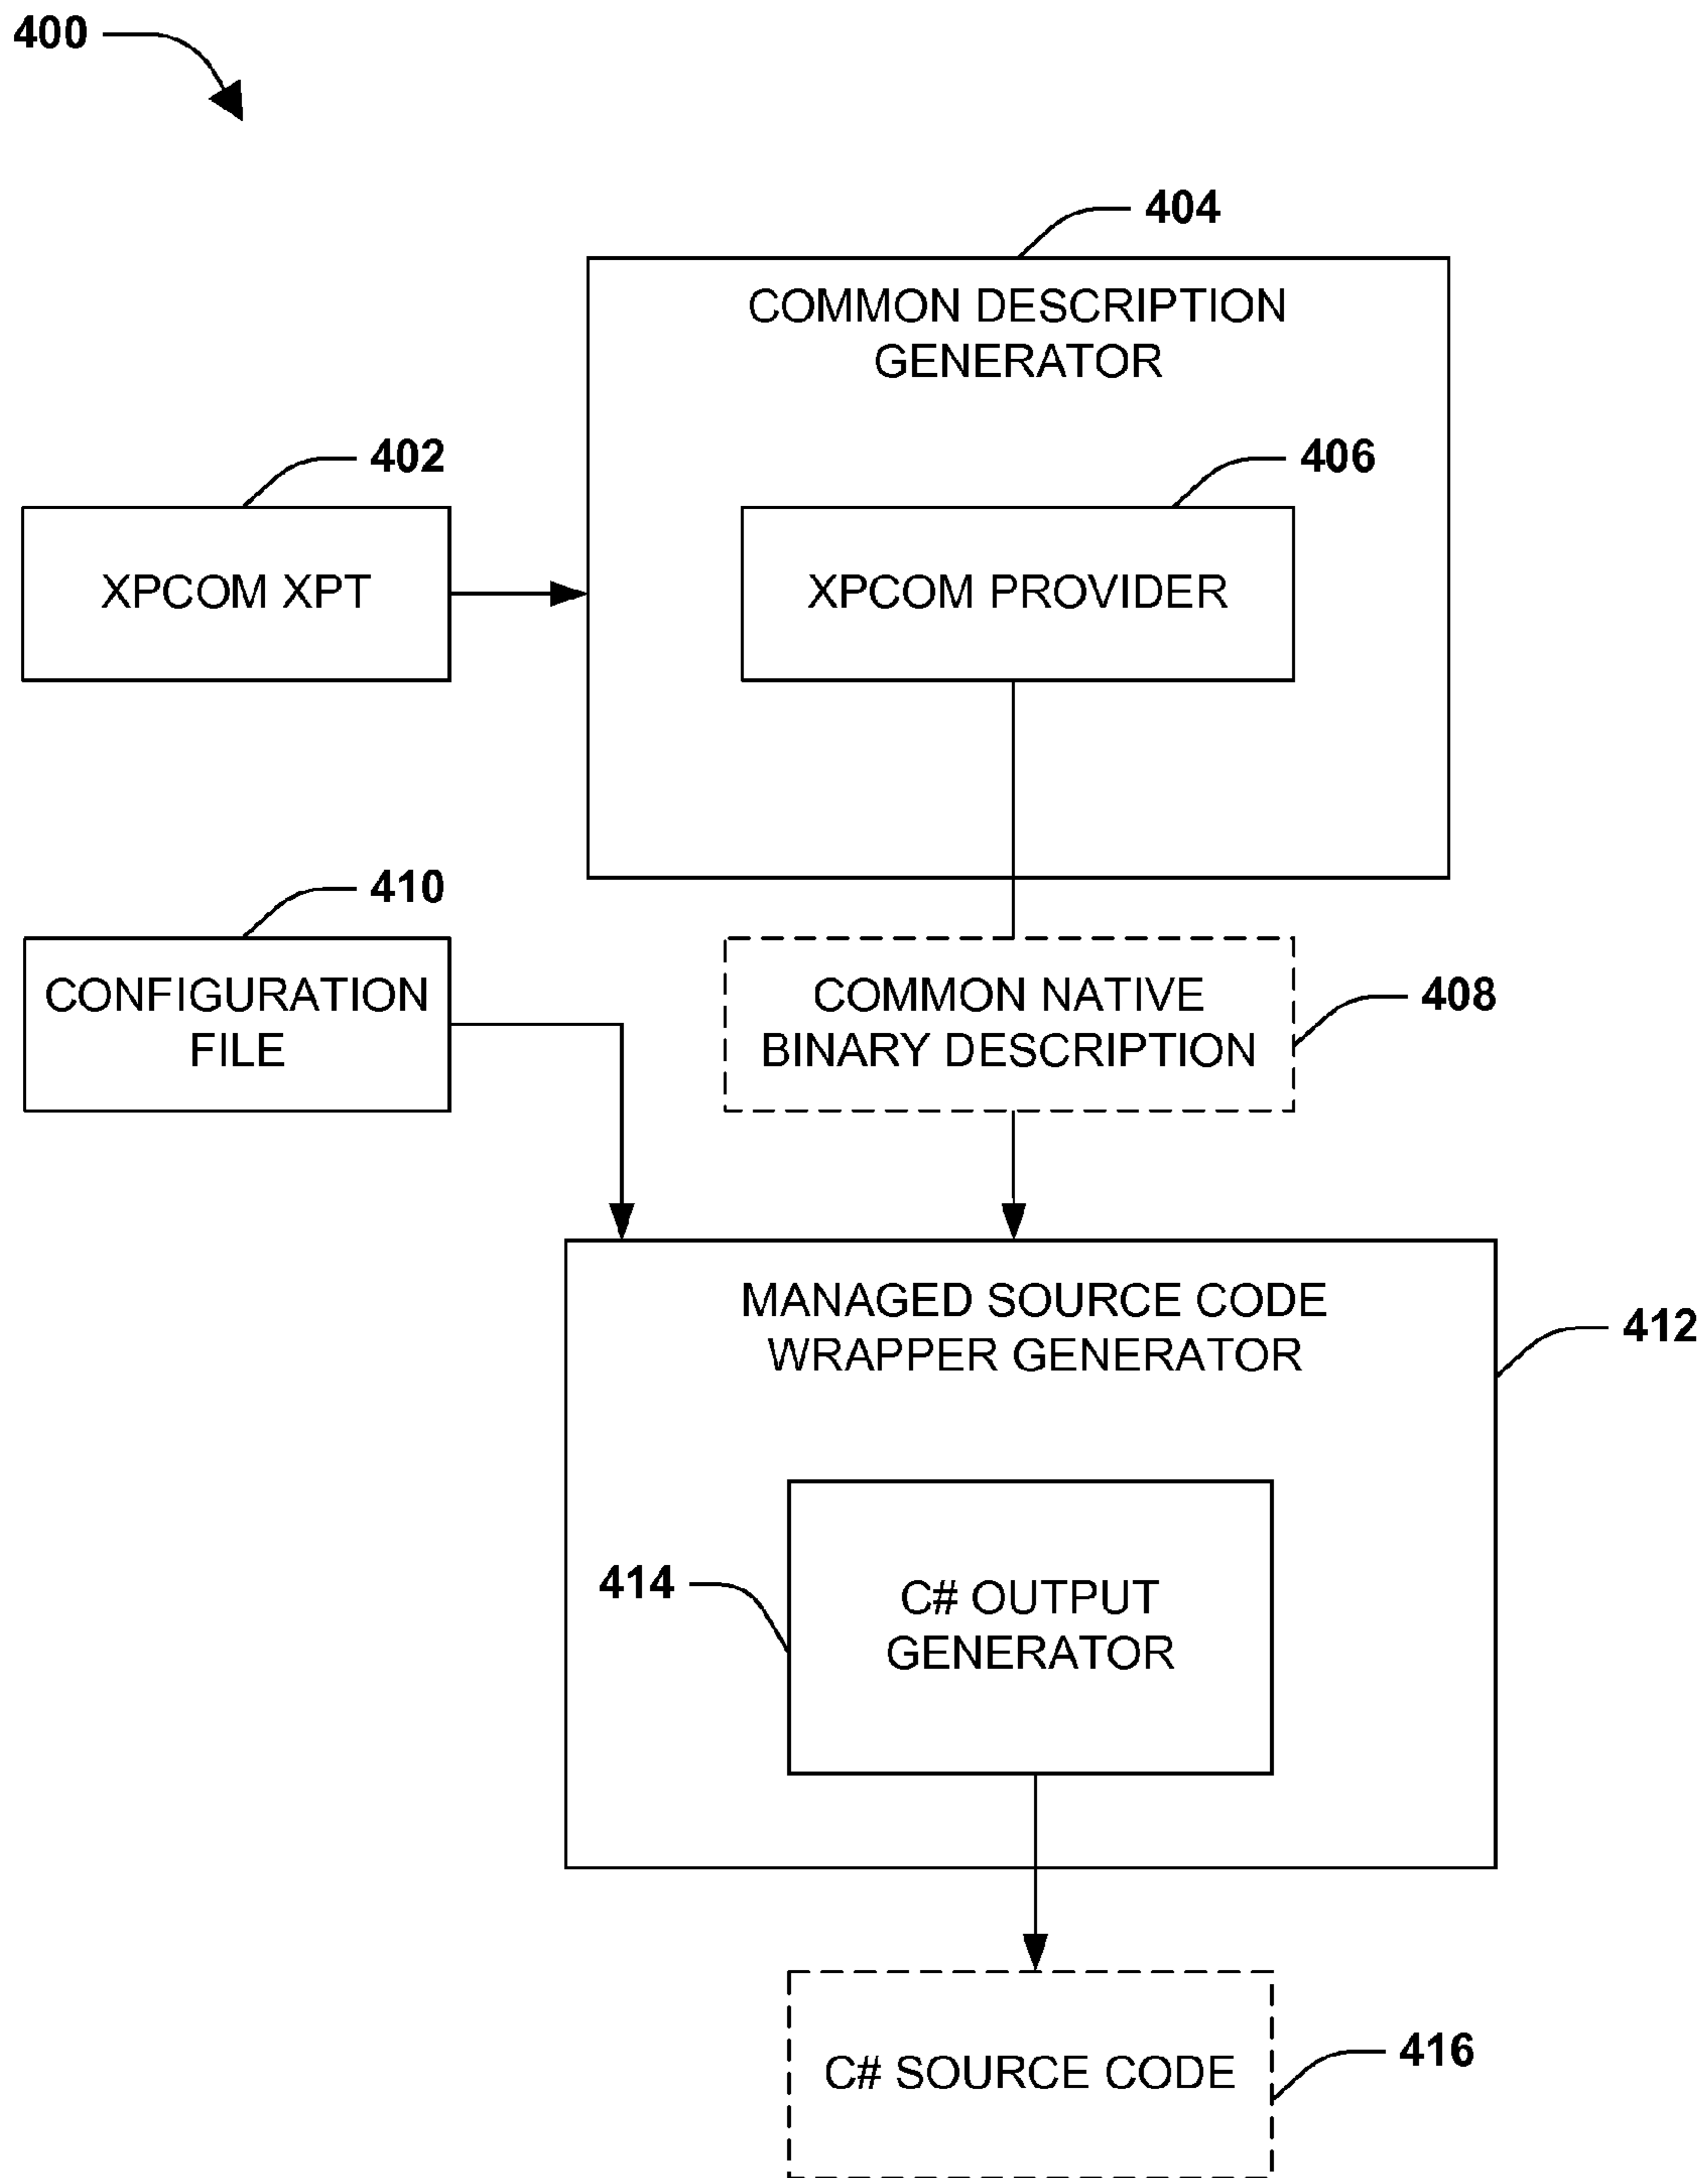 400
404
COMMON DESCRIPTION
GENERATOR
402
406
XPCOM XPT
XPCOM PROVIDER
410
CONFIGURATION
FILE
COMMON NATIVE
BINARY DESCRIPTION
408
MANAGED SOURCE CODE
WRAPPER GENERATOR
412
414
C# OUTPUT
GENERATOR
C# SOURCE CODE
416